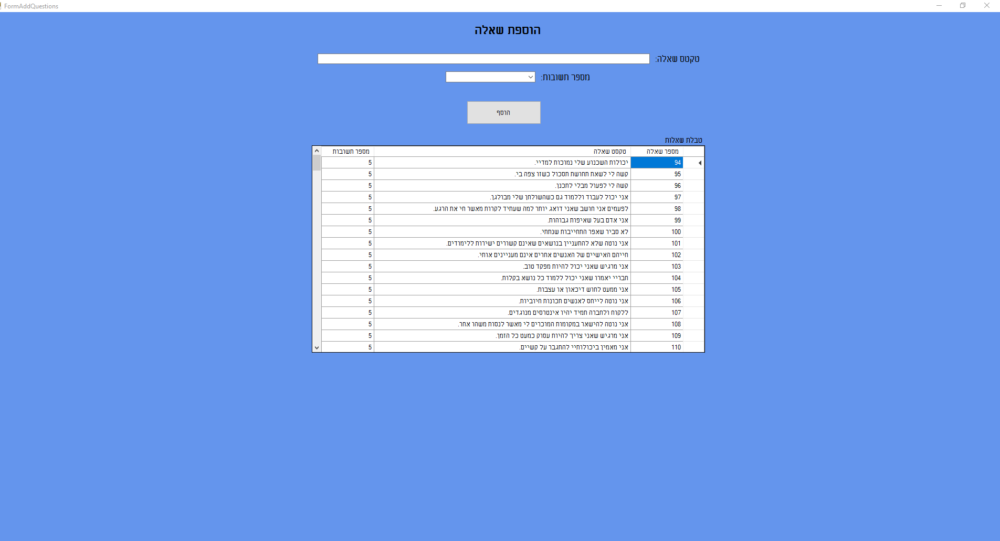 FormAddQuestions
הוספת שאלה
טקטס שאלה:
מספר תשובות:
הוסף
טבלת שאלות
מספר שאלה טקסט שאלה מספר תשובות
94 יכולות השכנוע שלי נמוכות למדיי. 5
95 קשה לי לשאת תחושת תסכול כשזו צפה בי. 5
96 קשה לי לפעול מבלי לתכנן. 5
97 אני יכול לעבוד וללמוד גם כשהשולחן שלי מבולגן. 5
98 לפעמים אני חושב שאני דואג יותר למה שעתיד לקרות מאשר חי את הרגע. 5
99 אני אדם בעל שאיפות גבוהות. 5
100 לא סביר שאפר התחייבות שנתתי. 5
101 אני נוטה שלא להתעניין בנושאים שאינם קשורים ישירות ללימודים. 5
102 חייהם האישיים של האנשים אחרים אינם מעניינים אותי. 5
103 אני מרגיש שאני יכול להיות מפקד טוב. 5
104 חבריי יאמרו שאני יכול ללמוד כל נושא בקלות. 5
105 אני ממעט לחוש דיכאון או עצבות. 5
106 אני נוטה לייחס לאנשים תכונות חיוביות. 5
107 ללקוח ולחברה תמיד יהיו אינטרסים מנוגדים. 5
108 אני נוטה להישאר במקומות המוכרים לי מאשר לנסות משהו אחר. 5
109 אני מרגיש שאני צריך להיות עסוק כמעט כל הזמן. 5
110 אני מאמין ביכולותיי להתגבר על קשיים. 5